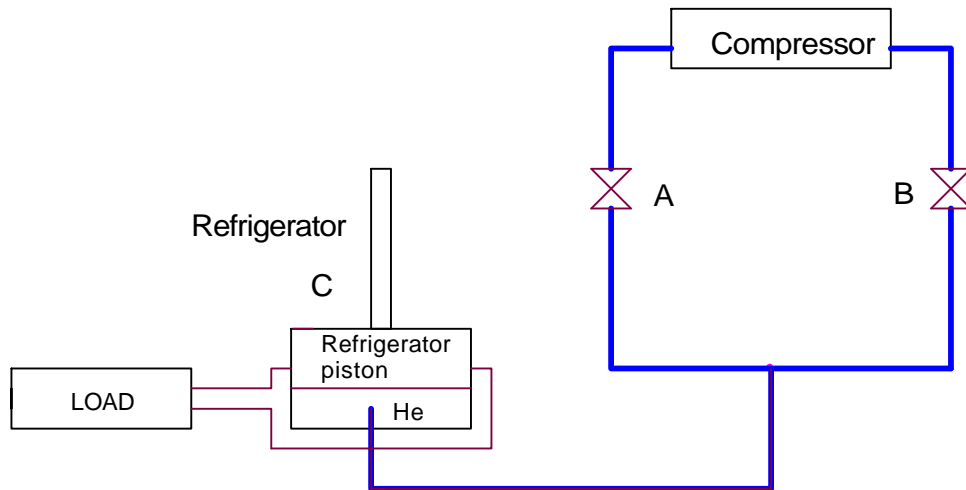 Compressor
A
B
Refrigerator
C
Refrigerator
piston
LOAD
He